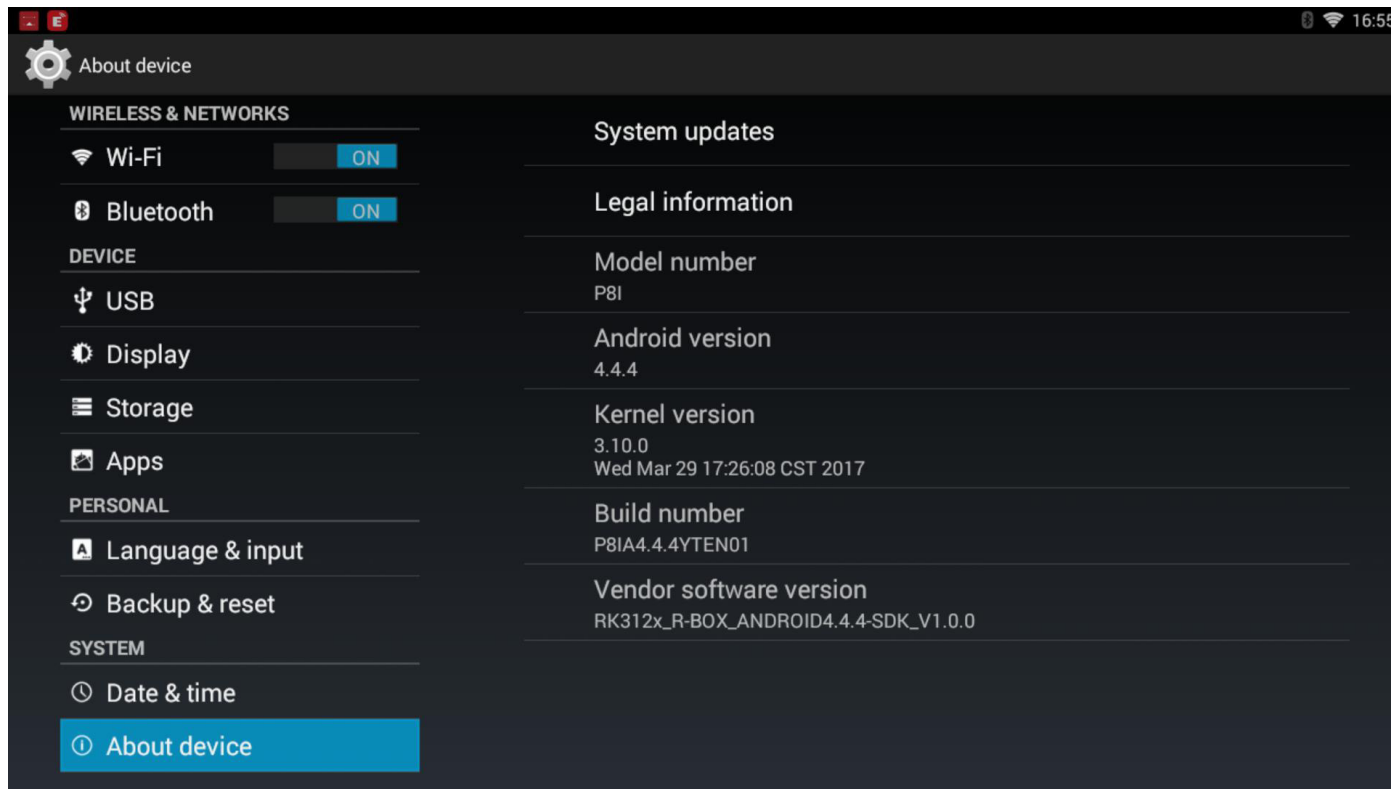 E
16:55
About device
WIRELESS & NETWORKS
Wi-Fi ON
Bluetooth ON
DEVICE
USB
Display
Storage
Apps
PERSONAL
A Language & input
Backup & reset
SYSTEM
Date & time
About device
System updates
Legal information
Model number
P8I
Android version
4.4.4
Kernel version
3.10.0
Wed Mar 29 17:26:08 CST 2017
Build number
P8IA4.4.4YTEN01
Vendor software version
RK312x_R-BOX_ANDROID4.4.4-SDK_V1.0.0